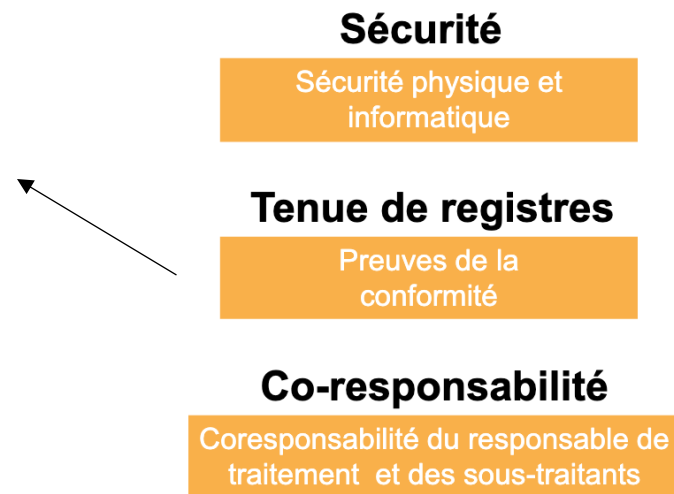 Sécurité
Sécurité physique et
informatique
Tenue de registres
Preuves de la
conformité
Co-responsabilité
Coresponsabilité du responsable de
traitement et des sous-traitants